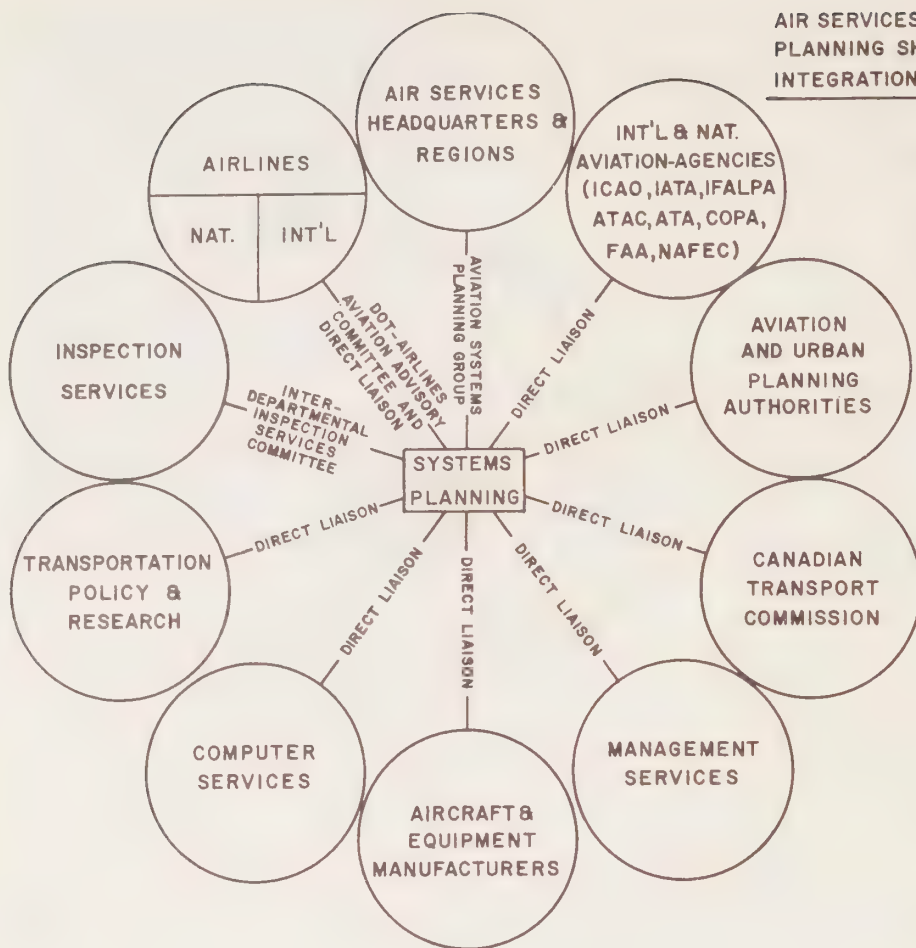 AIR SERVICES
PLANNING
INTEGRATION
AIR SERVICES
HEADQUARTERS &
REGIONS
INT'L & NAT.
AVIATION-AGENCIES
(ICAO, IATA, IFALPA
ATAC, ATA, COPA,
FAA, NAFEC)
AIRLINES
NAT.
INT'L
AVIATION
AND URBAN
PLANNING
AUTHORITIES
INSPECTION
SERVICES
DOT-AIRLINES
AVIATION ADVISORY
COMMITTEE AND
DIRECT LIAISON
AVIATION SYSTEMS
PLANNING GROUP
DIRECT LIAISON
INTER-
DEPARTMENTAL
INSPECTION
SERVICES
COMMITTEE
DIRECT LIAISON
SYSTEMS
PLANNING
DIRECT LIAISON
DIRECT LIAISON
TRANSPORTATION
POLICY &
RESEARCH
CANADIAN
TRANSPORT
COMMISSION
DIRECT LIAISON
DIRECT LIAISON
DIRECT LIAISON
COMPUTER
SERVICES
MANAGEMENT
SERVICES
AIRCRAFT &
EQUIPMENT
MANUFACTURERS